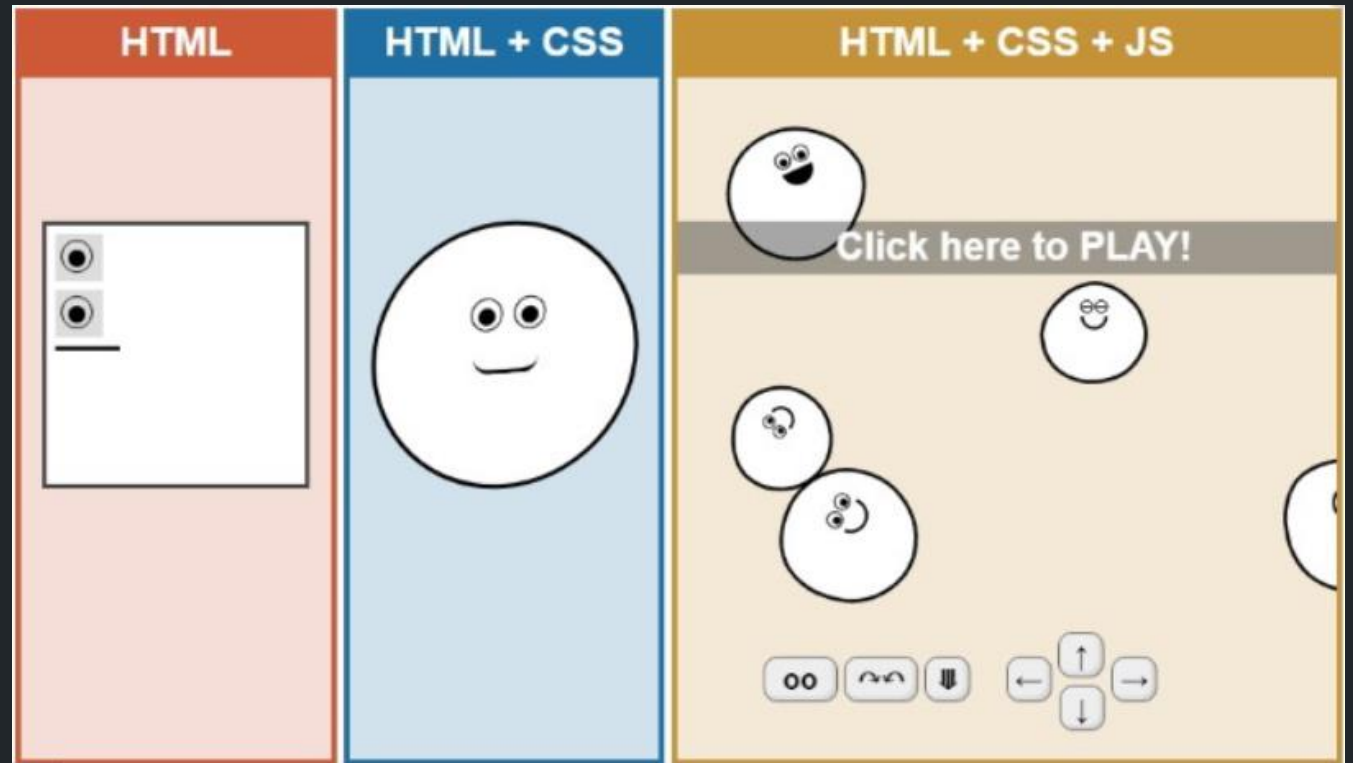 HTML
HTML + CSS
HTML + CSS + JS
Click here to PLAY!
oo
↑
← →
↓